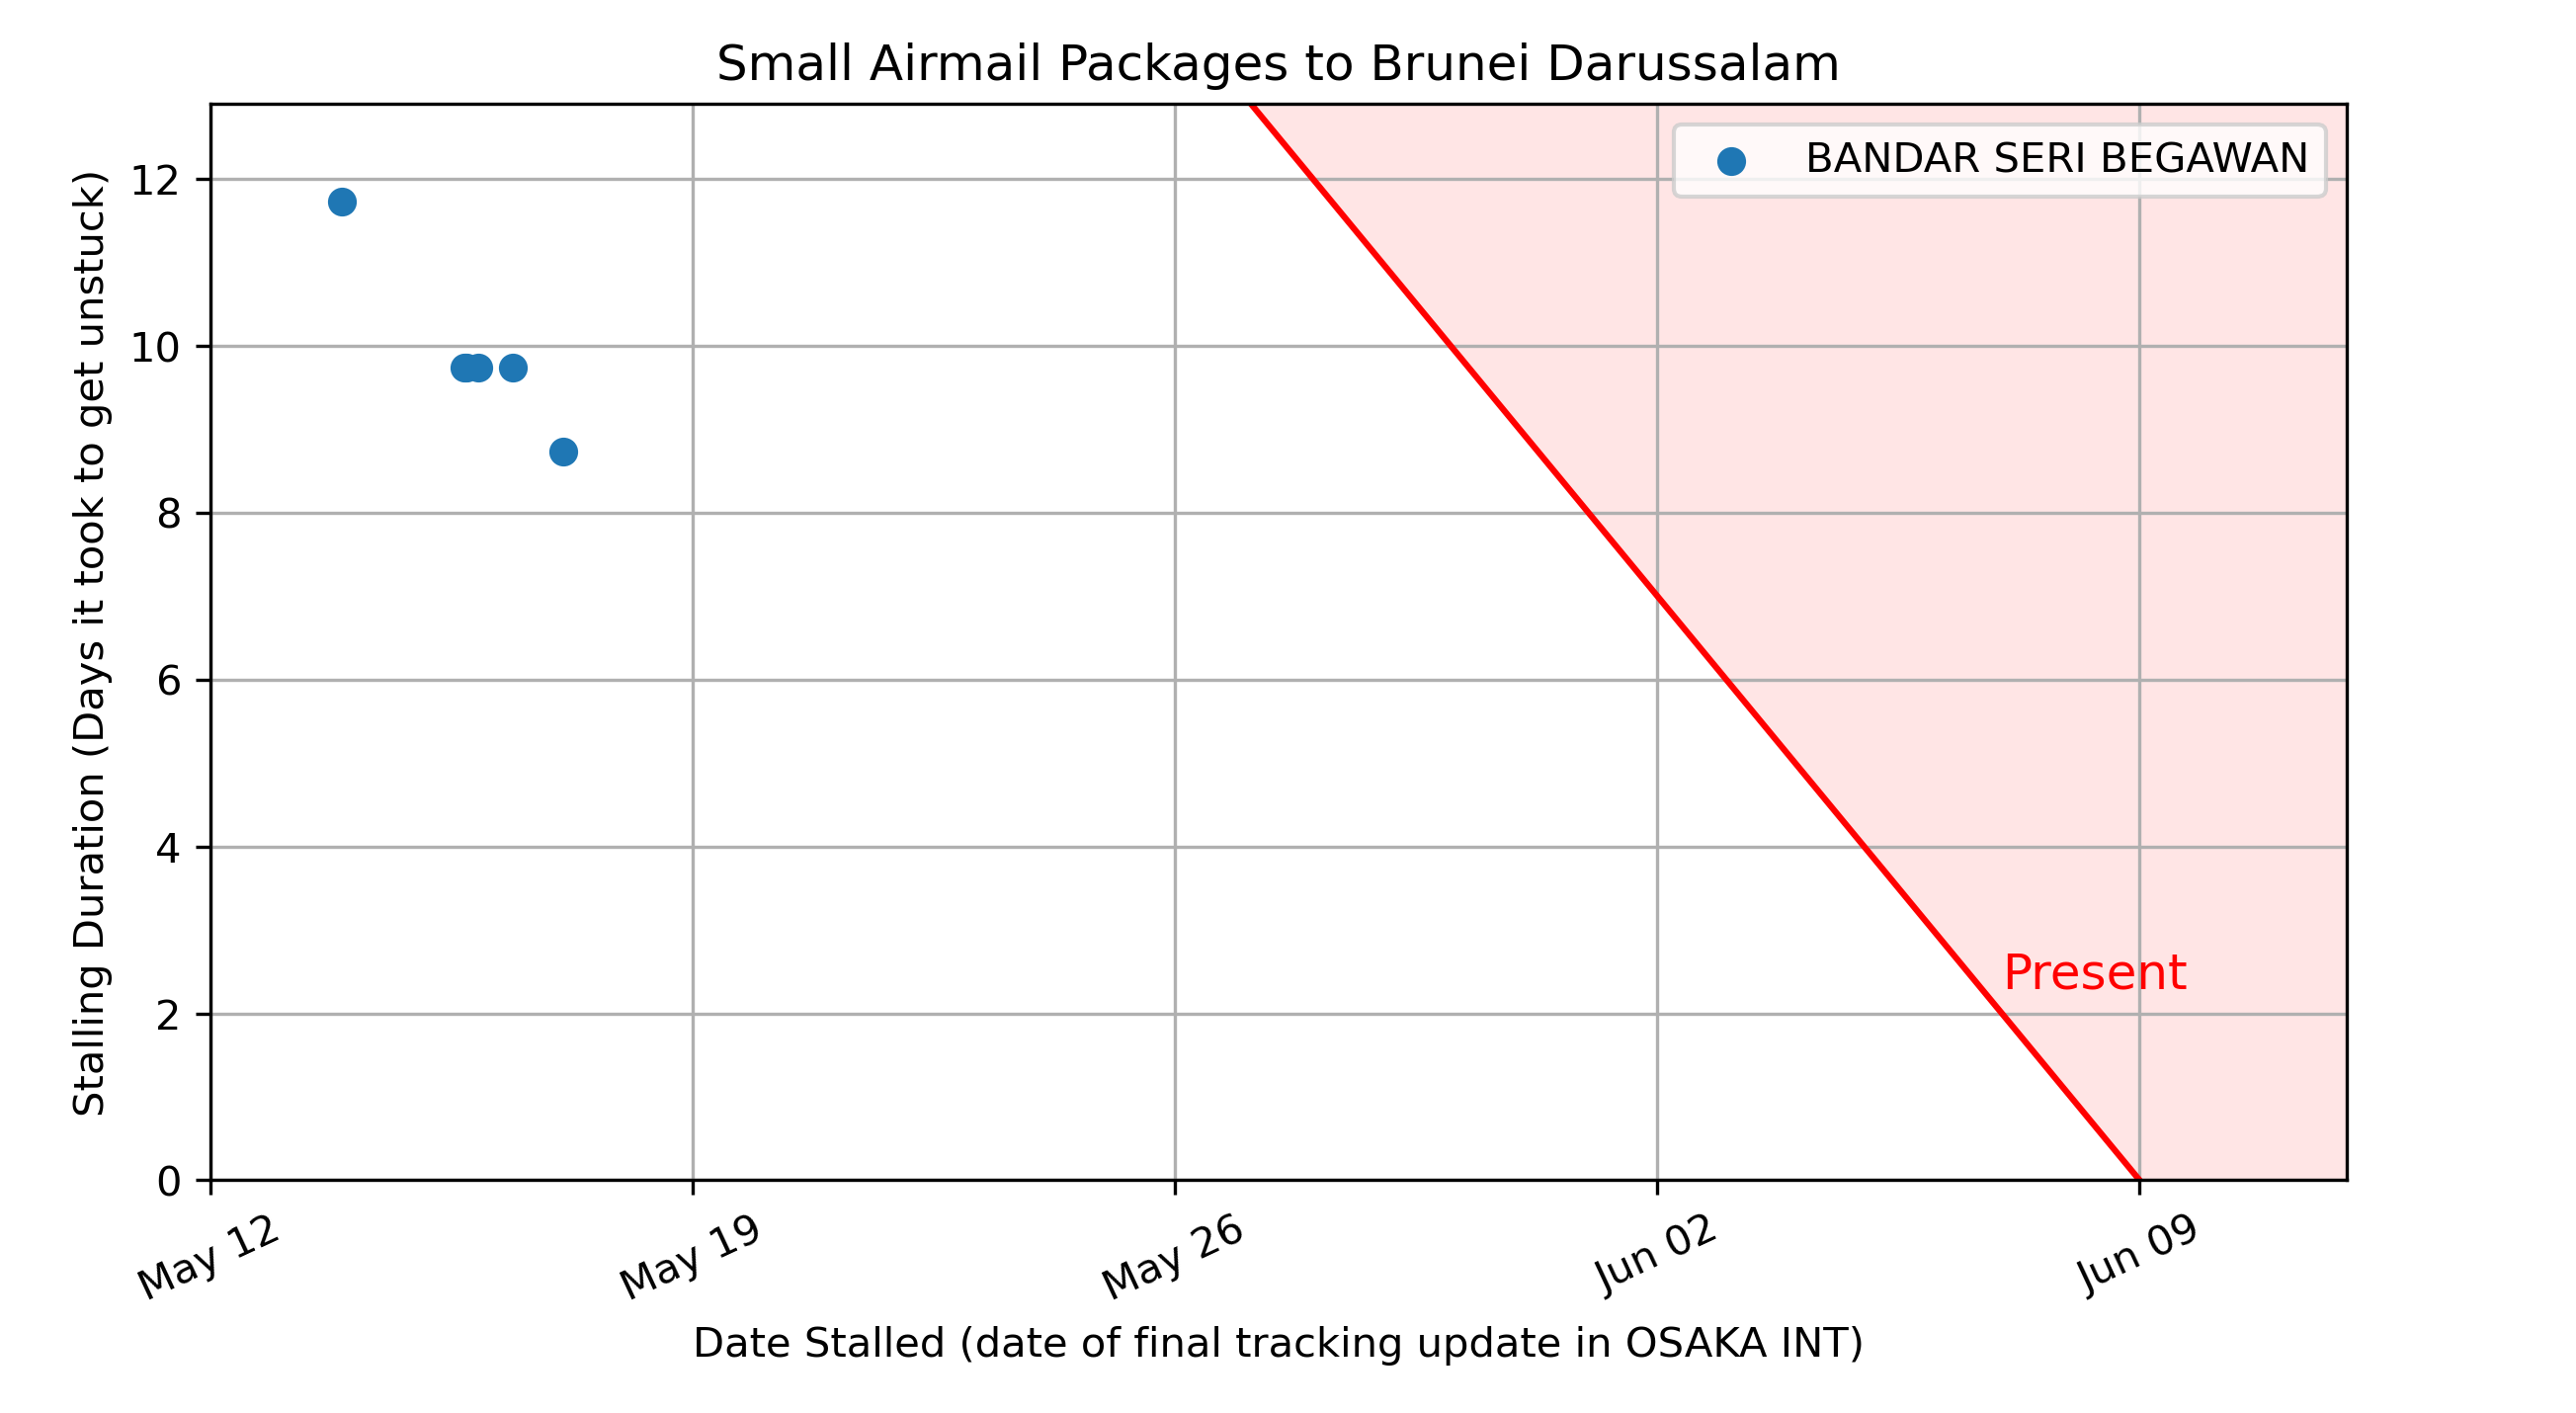 Small Airmail Packages to Brunei Darussalam
BANDAR SERI BEGAWAN
Stalling Duration (Days it took to get unstuck)
12
10
8
6
4
2
0
Present
May 12
May 19
May 26
Jun 02
Jun 09
Date Stalled (date of final tracking update in OSAKA INT)